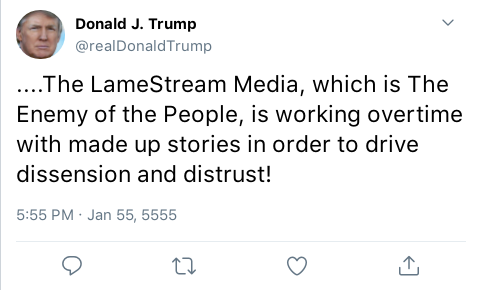 Donald J. Trump
@realDonaldTrump
....The LameStream Media, which is The
Enemy of the People, is working overtime
with made up stories in order to drive
dissension and distrust!
5:55 PM · Jan 55, 5555